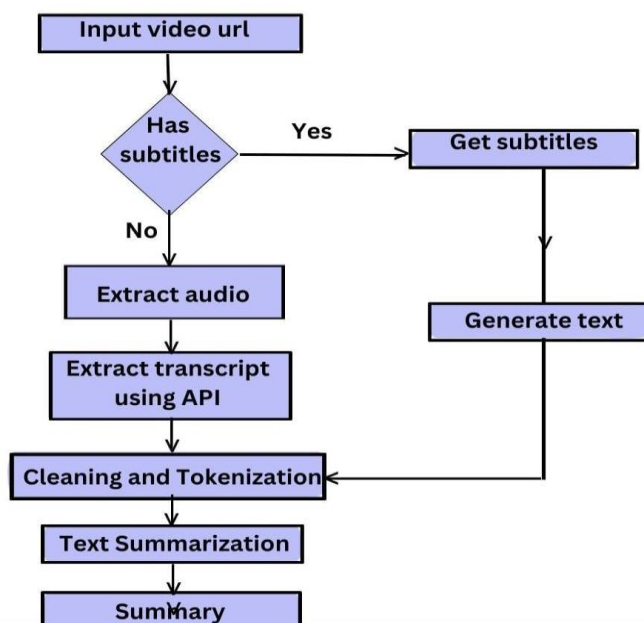 Input video url
Has
subtitles
Yes
Get subtitles
No
Extract audio
Generate text
Extract transcript
using API
Cleaning and Tokenization
Text Summarization
Summary